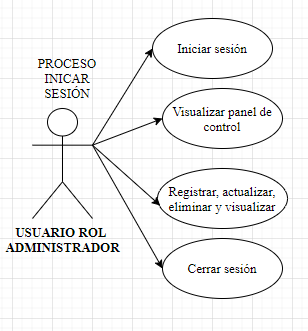 PROCESO
INICAR
SESIÓN
Iniciar sesión
Visualizar panel de
control
Registrar, actualizar,
eliminar y visualizar
Cerrar sesión
USUARIO ROL
ADMINISTRADOR